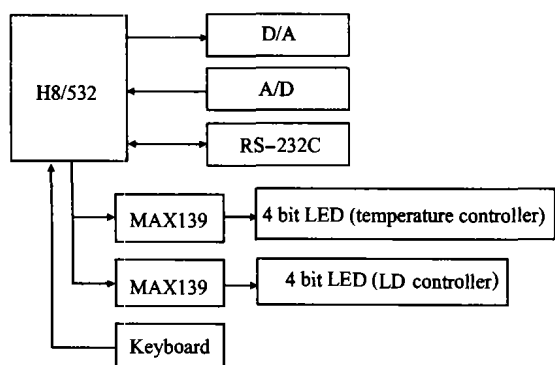 D/A
H8/532
A/D
RS-232C
MAX139
4 bit LED (temperature controller)
MAX139
4 bit LED (LD controller)
Keyboard